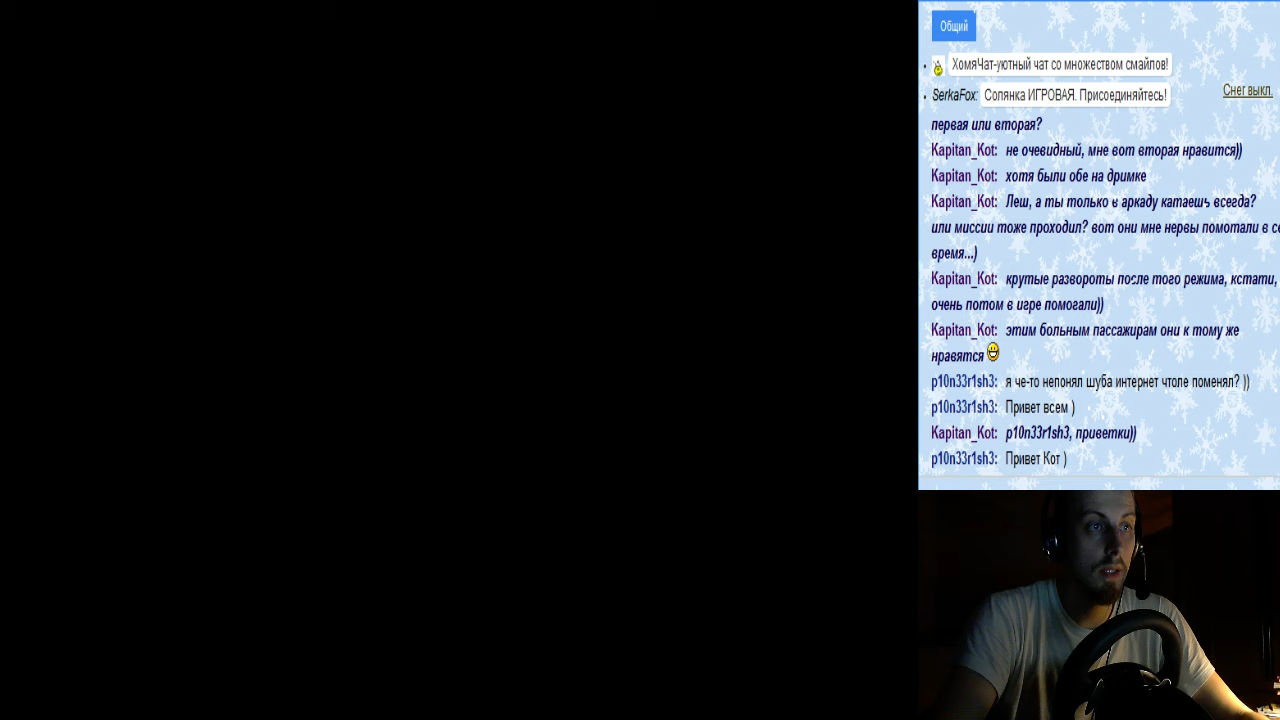 Общий
ХомяЧат-уютный чат со множеством смайлов!
SerkaFox: Сопянка ИГРОВАЯ. Присоединяйтесь!
Снег выкл.
первая или вторая?
Kapitan_Kot: не очевидный, мне вот вторая нравится))
Kapitan_Kot: хотя были обе на дримке
Kapitan_Kot: Леш, а ты только в аркаду катаешь всегда?
или миссии тоже проходил? вот они мне нервы помотали в се
время...)
Kapitan_Kot: крутые развороты после того режима, кстати,
очень потом в игре помогали))
Kapitan_Kot: этим больным пассажирам они к тому же
нравятся
p10n33r1sh3: я че-то непонял шуба интернет чтоле поменял? ))
p10n33r1sh3: Привет всем )
Kapitan_Kot: p10n33r1sh3, приветки))
p10n33r1sh3: Привет Кот )